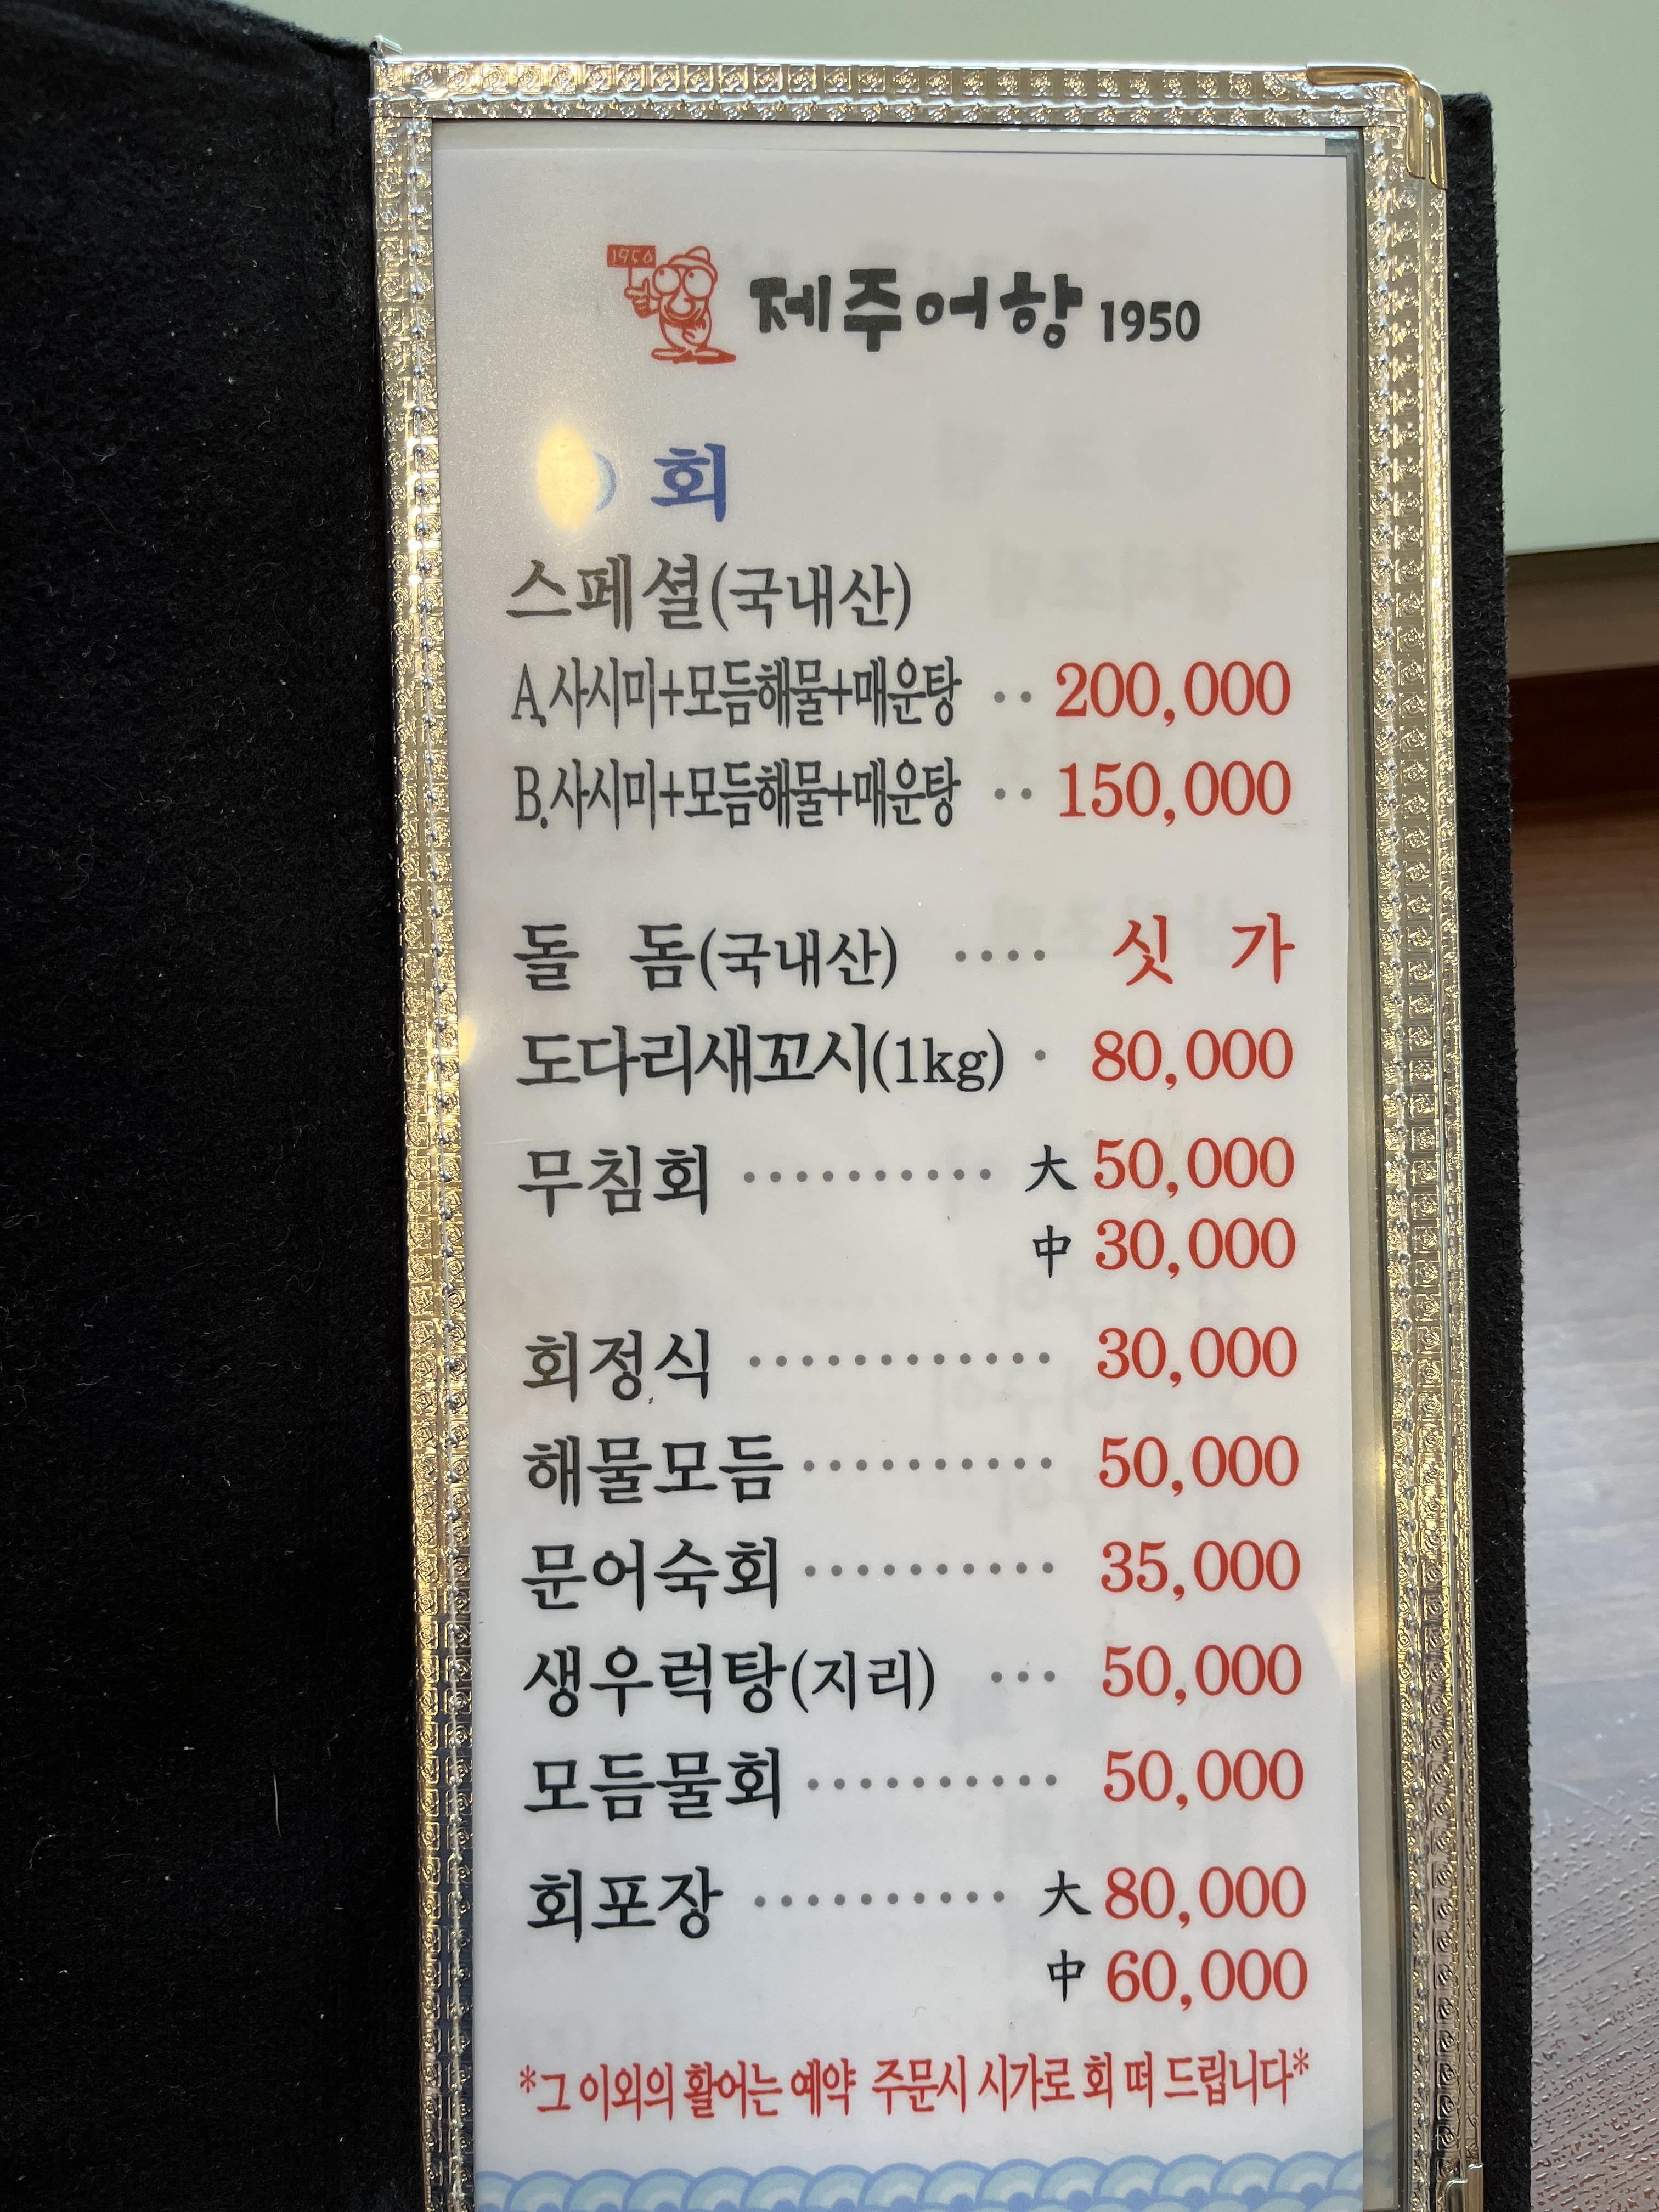 1950
제주어항 1950
회
스페셜(국내산)
A.사시미+모듬해물+매운탕 ‥ 200,000
B.사시미+모듬해물+매운탕 ‥ 150,000
돌 돔(국내산) ···· 싯 가
도다리새꼬시(1kg) · 80,000
무침회 ·········· 大 50,000
中 30,000
회정식 ············ 30,000
해물모듬 ·········· 50,000
문어숙회 ·········· 35,000
생우럭탕(지리) ··· 50,000
모듬물회 ·········· 50,000
회포장 ·········· 大 80,000
中 60,000
*그 이외의 활어는 예약 주문시 시가로 회 떠 드립니다*